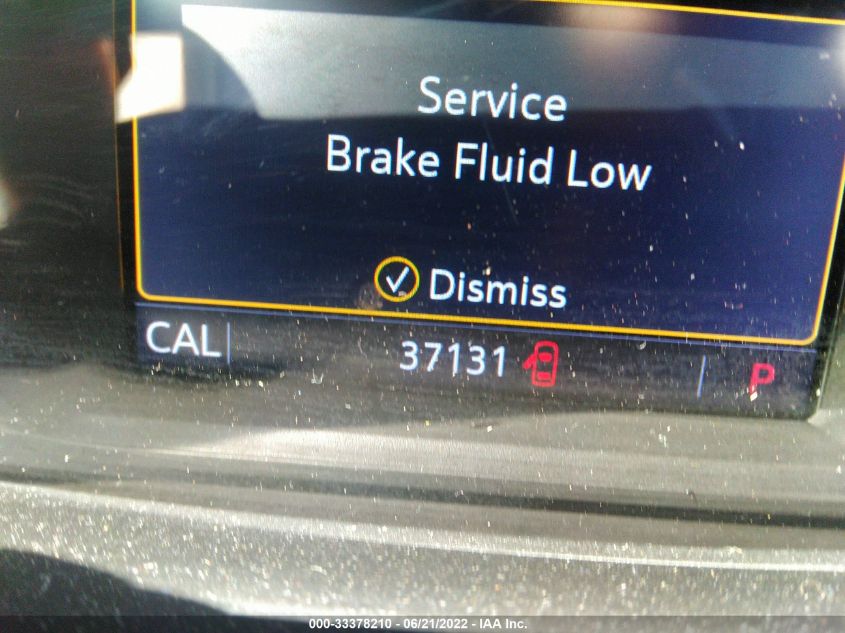 Service
Brake Fluid Low
Dismiss
CAL
37131
P
000-33378210 - 06/21/2022 - IAA Inc.